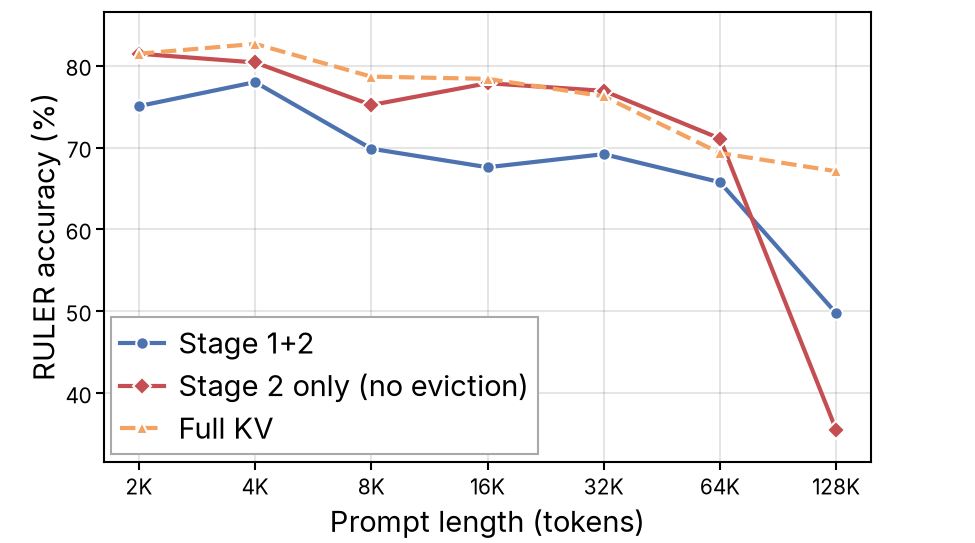 RULER accuracy (%)
80
70
60
50
40
Stage 1+2
Stage 2 only (no eviction)
Full KV
2K 4K 8K 16K 32K 64K 128K
Prompt length (tokens)